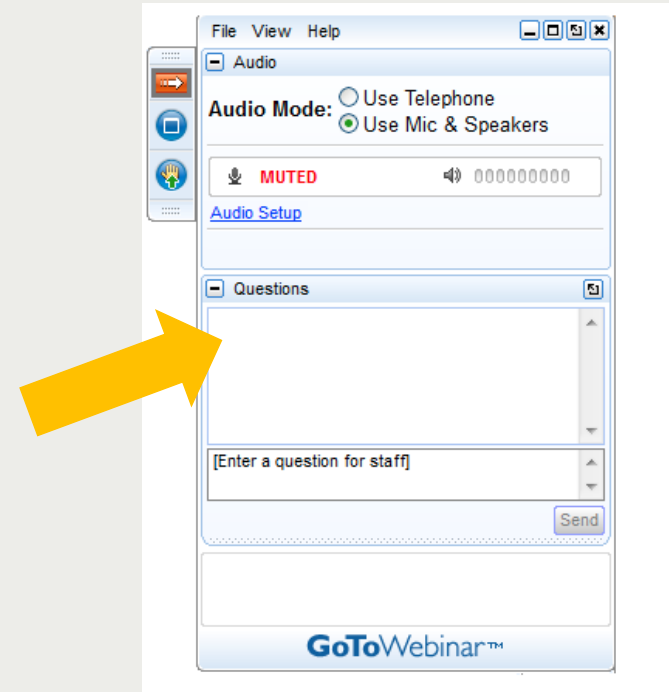 File View Help
Audio
Audio Mode: Use Telephone
Use Mic & Speakers
MUTED 000000000
Audio Setup
Questions
[Enter a question for staff]
Send
GoToWebinar™